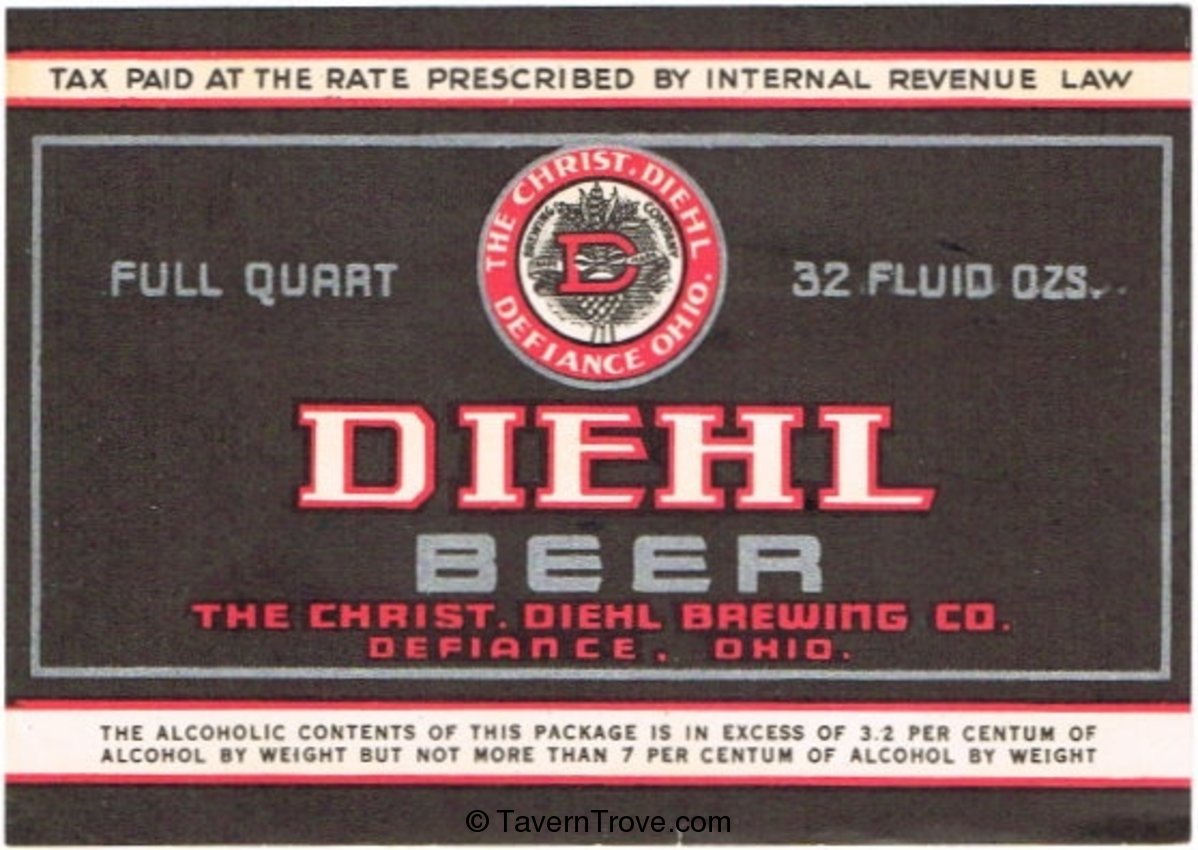 TAX PAID AT THE RATE PRESCRIBED BY INTERNAL REVENUE LAW
THE CHRIST. DIEHL
BREWING COMPANY
D
DEFIANCE OHIO.
FULL QUART
32 FLUID OZS.
DIEHL
BEER
THE CHRIST. DIEHL BREWING CO.
DEFIANCE, OHIO.
THE ALCOHOLIC CONTENTS OF THIS PACKAGE IS IN EXCESS OF 3.2 PER CENTUM OF
ALCOHOL BY WEIGHT BUT NOT MORE THAN 7 PER CENTUM OF ALCOHOL BY WEIGHT
© TavernTrove.com